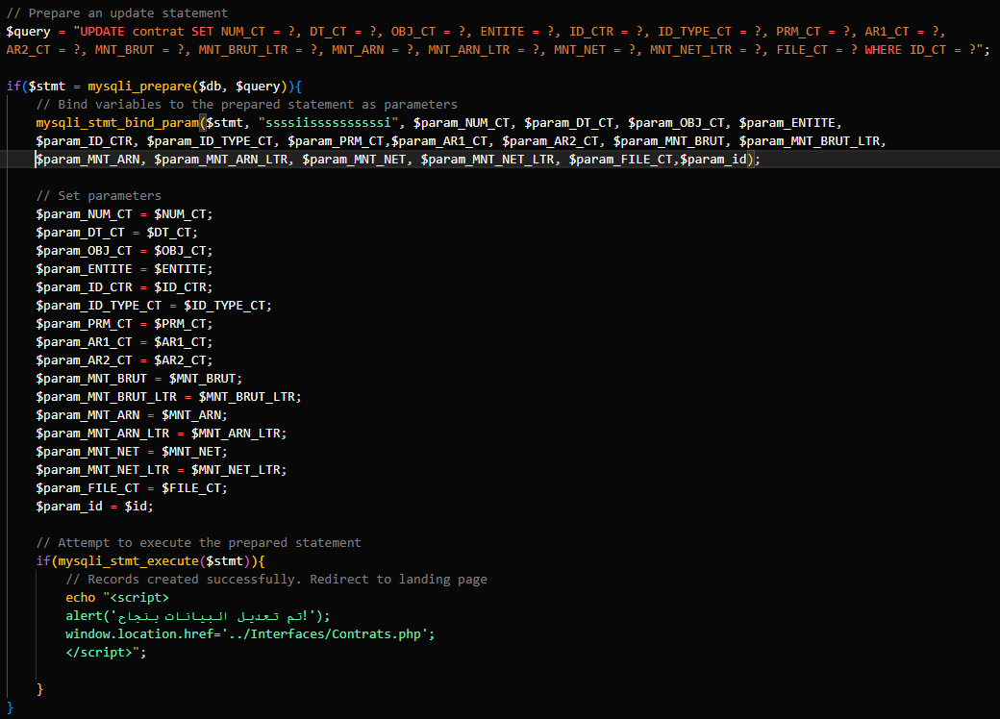 // Prepare an update statement
$query = "UPDATE contrat SET NUM_CT = ?, DT_CT = ?, OBJ_CT = ?, ENTITE = ?, ID_CTR = ?, ID_TYPE_CT = ?, PRM_CT = ?, AR1_CT = ?,
AR2_CT = ?, MNT_BRUT = ?, MNT_BRUT_LTR = ?, MNT_ARN = ?, MNT_ARN_LTR = ?, MNT_NET = ?, MNT_NET_LTR = ?, FILE_CT = ? WHERE ID_CT = ?";
if($stmt = mysqli_prepare($db, $query)){
// Bind variables to the prepared statement as parameters
mysqli_stmt_bind_param($stmt, "ssssiissssssssssi", $param_NUM_CT, $param_DT_CT, $param_OBJ_CT, $param_ENTITE,
$param_ID_CTR, $param_ID_TYPE_CT, $param_PRM_CT,$param_AR1_CT, $param_AR2_CT, $param_MNT_BRUT, $param_MNT_BRUT_LTR,
$param_MNT_ARN, $param_MNT_ARN_LTR, $param_MNT_NET, $param_MNT_NET_LTR, $param_FILE_CT,$param_id);
// Set parameters
$param_NUM_CT = $NUM_CT;
$param_DT_CT = $DT_CT;
$param_OBJ_CT = $OBJ_CT;
$param_ENTITE = $ENTITE;
$param_ID_CTR = $ID_CTR;
$param_ID_TYPE_CT = $ID_TYPE_CT;
$param_PRM_CT = $PRM_CT;
$param_AR1_CT = $AR1_CT;
$param_AR2_CT = $AR2_CT;
$param_MNT_BRUT = $MNT_BRUT;
$param_MNT_BRUT_LTR = $MNT_BRUT_LTR;
$param_MNT_ARN = $MNT_ARN;
$param_MNT_ARN_LTR = $MNT_ARN_LTR;
$param_MNT_NET = $MNT_NET;
$param_MNT_NET_LTR = $MNT_NET_LTR;
$param_FILE_CT = $FILE_CT;
$param_id = $id;
// Attempt to execute the prepared statement
if(mysqli_stmt_execute($stmt)){
// Records created successfully. Redirect to landing page
echo "<script>
alert('تم تعديل البيانات بنجاح!');
window.location.href='../Interfaces/Contrats.php';
</script>";
}
}